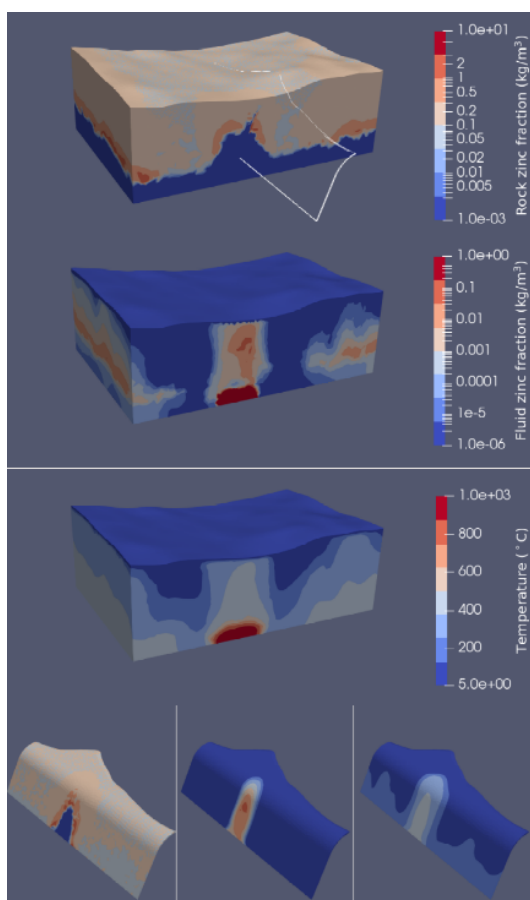 1.0e+01
2
1
0.5
0.2
0.1
0.05
0.02
0.01
0.005
1.0e-03
Rock zinc fraction (kg/m³)
1.0e+00
0.1
0.01
0.001
0.0001
1e-5
1.0e-06
Fluid zinc fraction (kg/m³)
1.0e+03
800
600
400
200
5.0e+00
Temperature (°C)